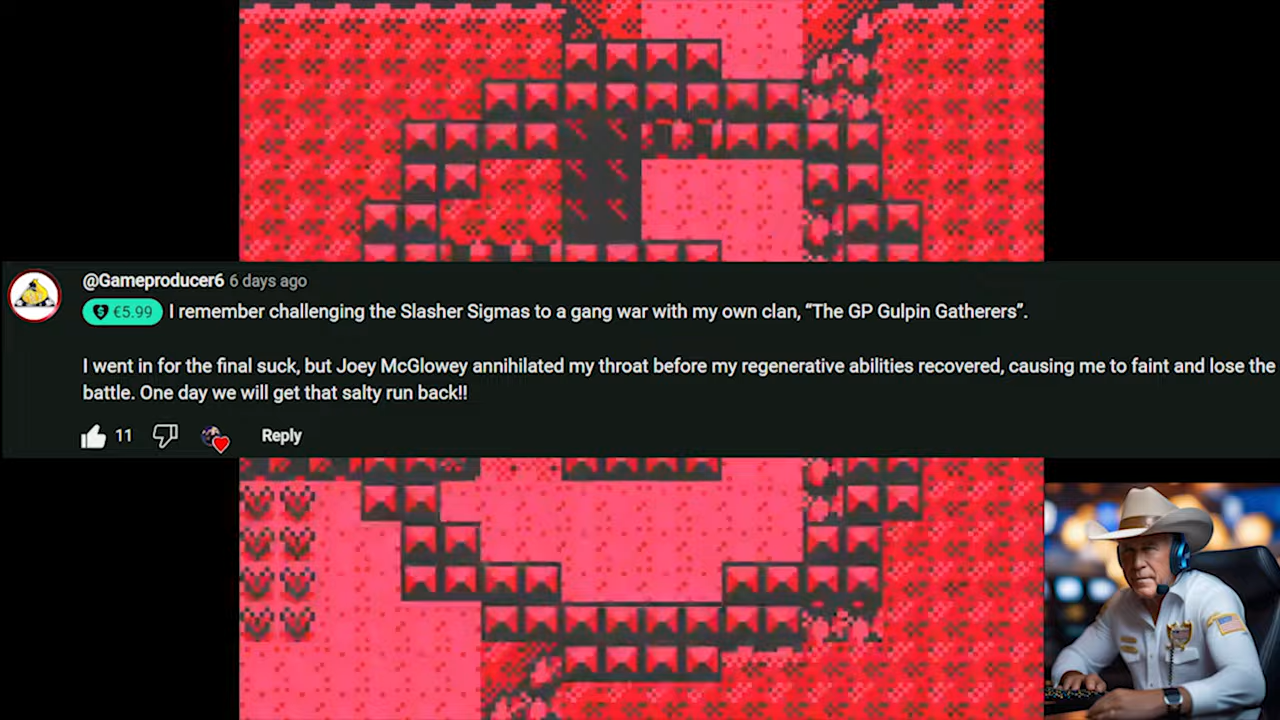 @Gameproducer6 6 days ago
€5.99 I remember challenging the Slasher Sigmas to a gang war with my own clan, “The GP Gulpin Gatherers”.
I went in for the final suck, but Joey McGlowey annihilated my throat before my regenerative abilities recovered, causing me to faint and lose the
battle. One day we will get that salty run back!!
11 Reply